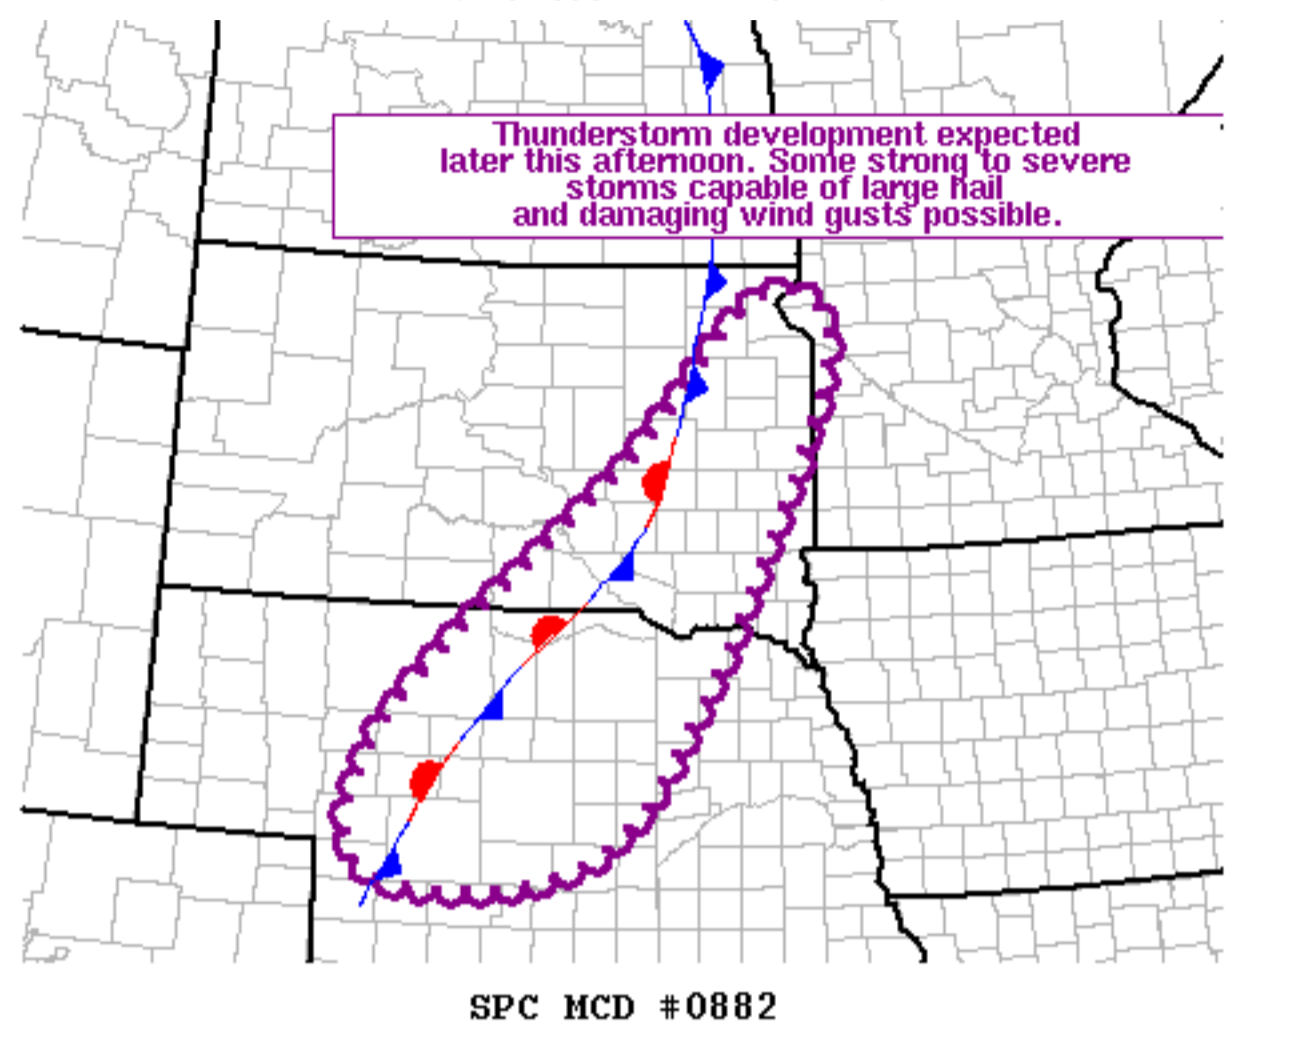 Thunderstorm development expected
later this afternoon. Some strong to severe
storms capable of large hail
and damaging wind gusts possible.
SPC MCD #0882